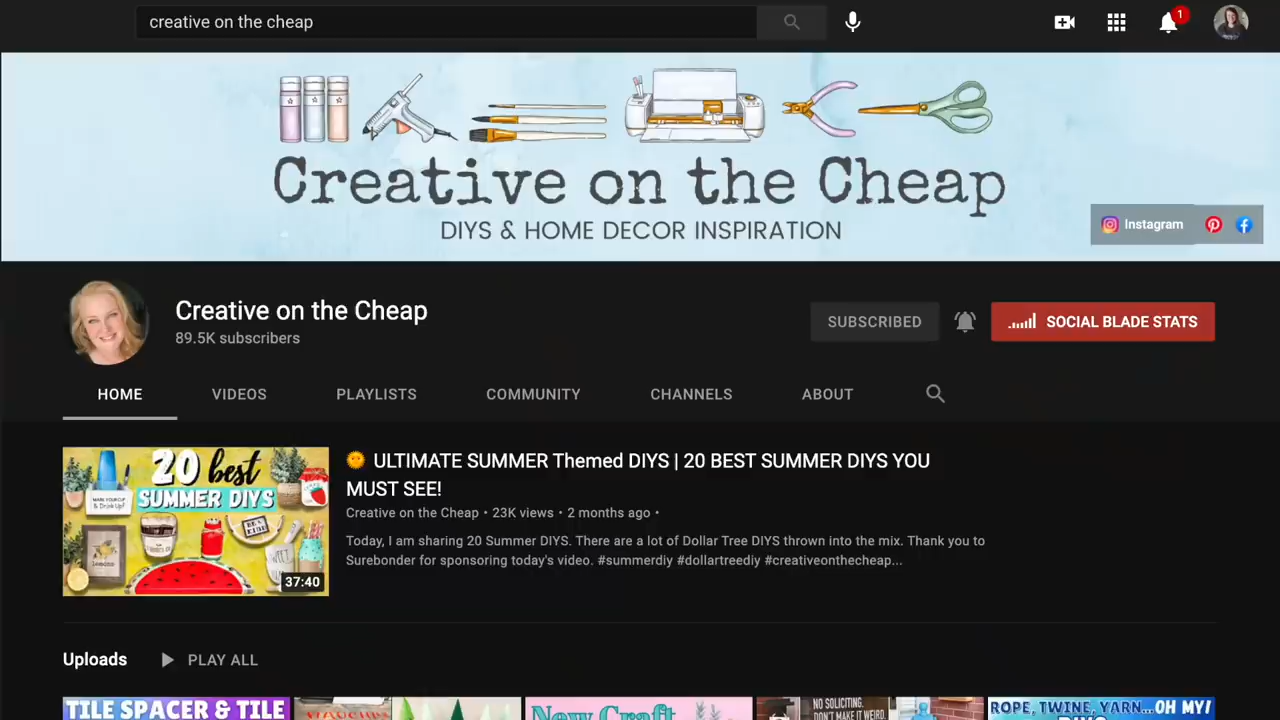 creative on the cheap
1
Creative on the Cheap
DIYS & HOME DECOR INSPIRATION
Instagram
Creative on the Cheap
89.5K subscribers
SUBSCRIBED
SOCIAL BLADE STATS
HOME VIDEOS PLAYLISTS COMMUNITY CHANNELS ABOUT
20 best
SUMMER DIYS
37:40
🌞 ULTIMATE SUMMER Themed DIYS | 20 BEST SUMMER DIYS YOU
MUST SEE!
Creative on the Cheap • 23K views • 2 months ago •
Today, I am sharing 20 Summer DIYS. There are a lot of Dollar Tree DIYS thrown into the mix. Thank you to
Surebonder for sponsoring today's video. #summerdiy #dollartreediy #creativeonthecheap...
Uploads PLAY ALL
TILE SPACER & TILE
New Craft
NO SOLICITING.
DON'T MAKE IT WEIRD.
ROPE, TWINE, YARN...OH MY!